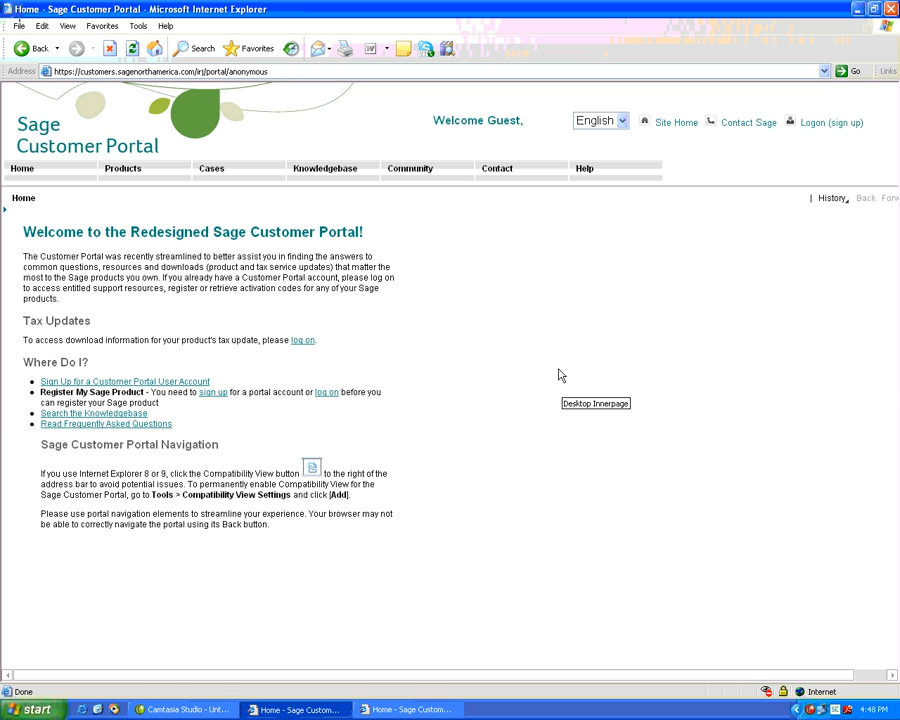 Home - Sage Customer Portal - Microsoft Internet Explorer
File Edit View Favorites Tools Help
Back Search Favorites
Address https://customers.sagenorthamerica.com/irj/portal/anonymous Go Links
Sage
Customer Portal
Welcome Guest, English Site Home Contact Sage Logon (sign up)
Home Products Cases Knowledgebase Community Contact Help
Home | History Back Forw
Welcome to the Redesigned Sage Customer Portal!
The Customer Portal was recently streamlined to better assist you in finding the answers to
common questions, resources and downloads (product and tax service updates) that matter the
most to the Sage products you own. If you already have a Customer Portal account, please log on
to access entitled support resources, register or retrieve activation codes for any of your Sage
products.
Tax Updates
To access download information for your product's tax update, please log on.
Where Do I?
Sign Up for a Customer Portal User Account
Register My Sage Product - You need to sign up for a portal account or log on before you
can register your Sage product
Search the Knowledgebase
Read Frequently Asked Questions
Desktop Innerpage
Sage Customer Portal Navigation
If you use Internet Explorer 8 or 9, click the Compatibility View button to the right of the
address bar to avoid potential issues. To permanently enable Compatibility View for the
Sage Customer Portal, go to Tools > Compatibility View Settings and click [Add].
Please use portal navigation elements to streamline your experience. Your browser may not
be able to correctly navigate the portal using its Back button.
Done Internet
start Camtasia Studio - Unt... Home - Sage Custom... Home - Sage Custom... 4:48 PM